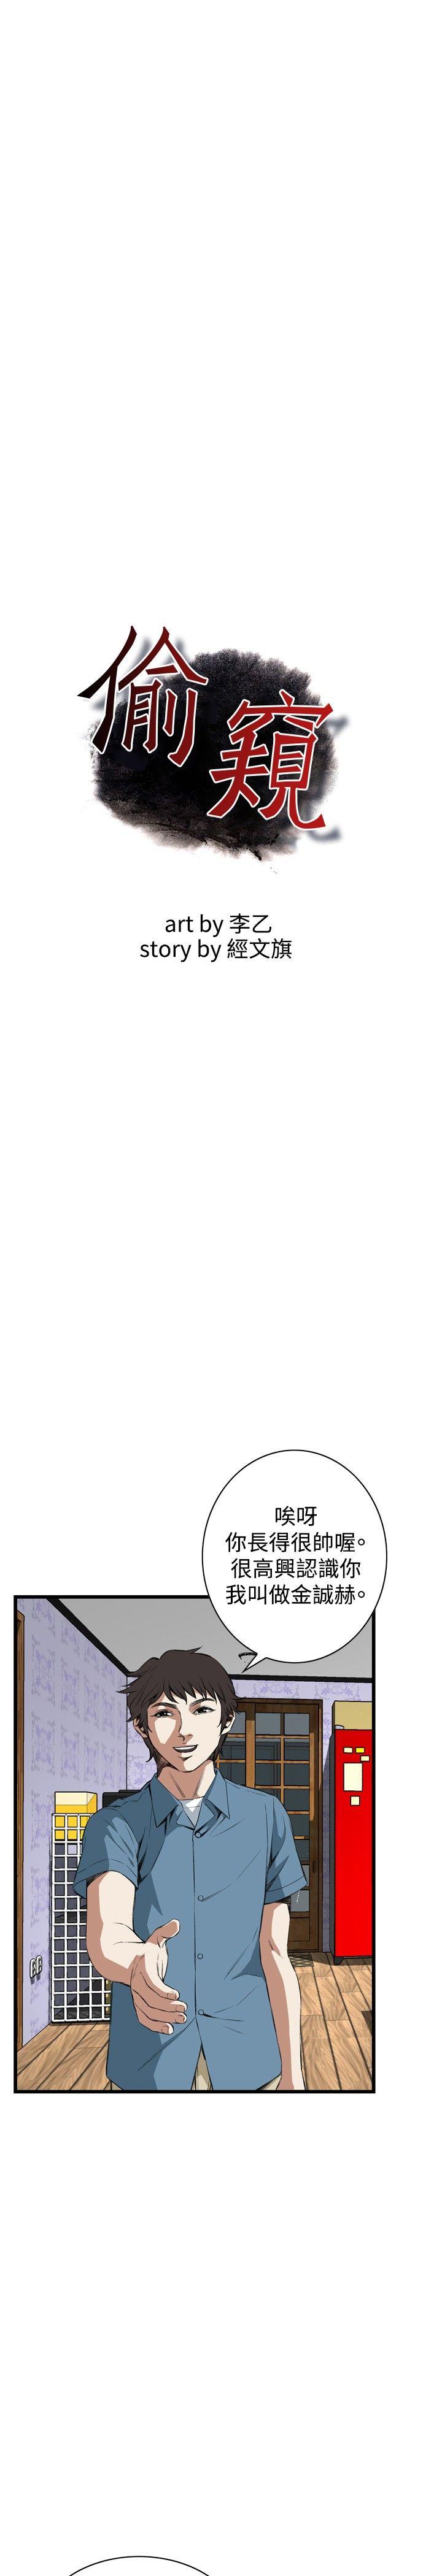 偷窺
art by 李乙
story by 經文旗
唉呀
你長得很帥喔。
很高興認識你
我叫做金誠赫。